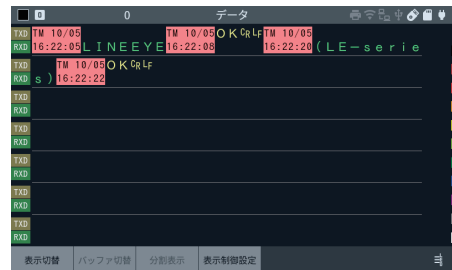 D 0 データ
TXD TM 10/05 TM 10/05 OK CR LF TM 10/05
RXD 16:22:05 LINEEYE 16:22:08 16:22:20 (LE-serie
TXD TM 10/05 OK CR LF
RXD s) 16:22:22
TXD
RXD
TXD
RXD
TXD
RXD
TXD
RXD
TXD
RXD
表示切替 バッファ切替 分割表示 表示制御設定